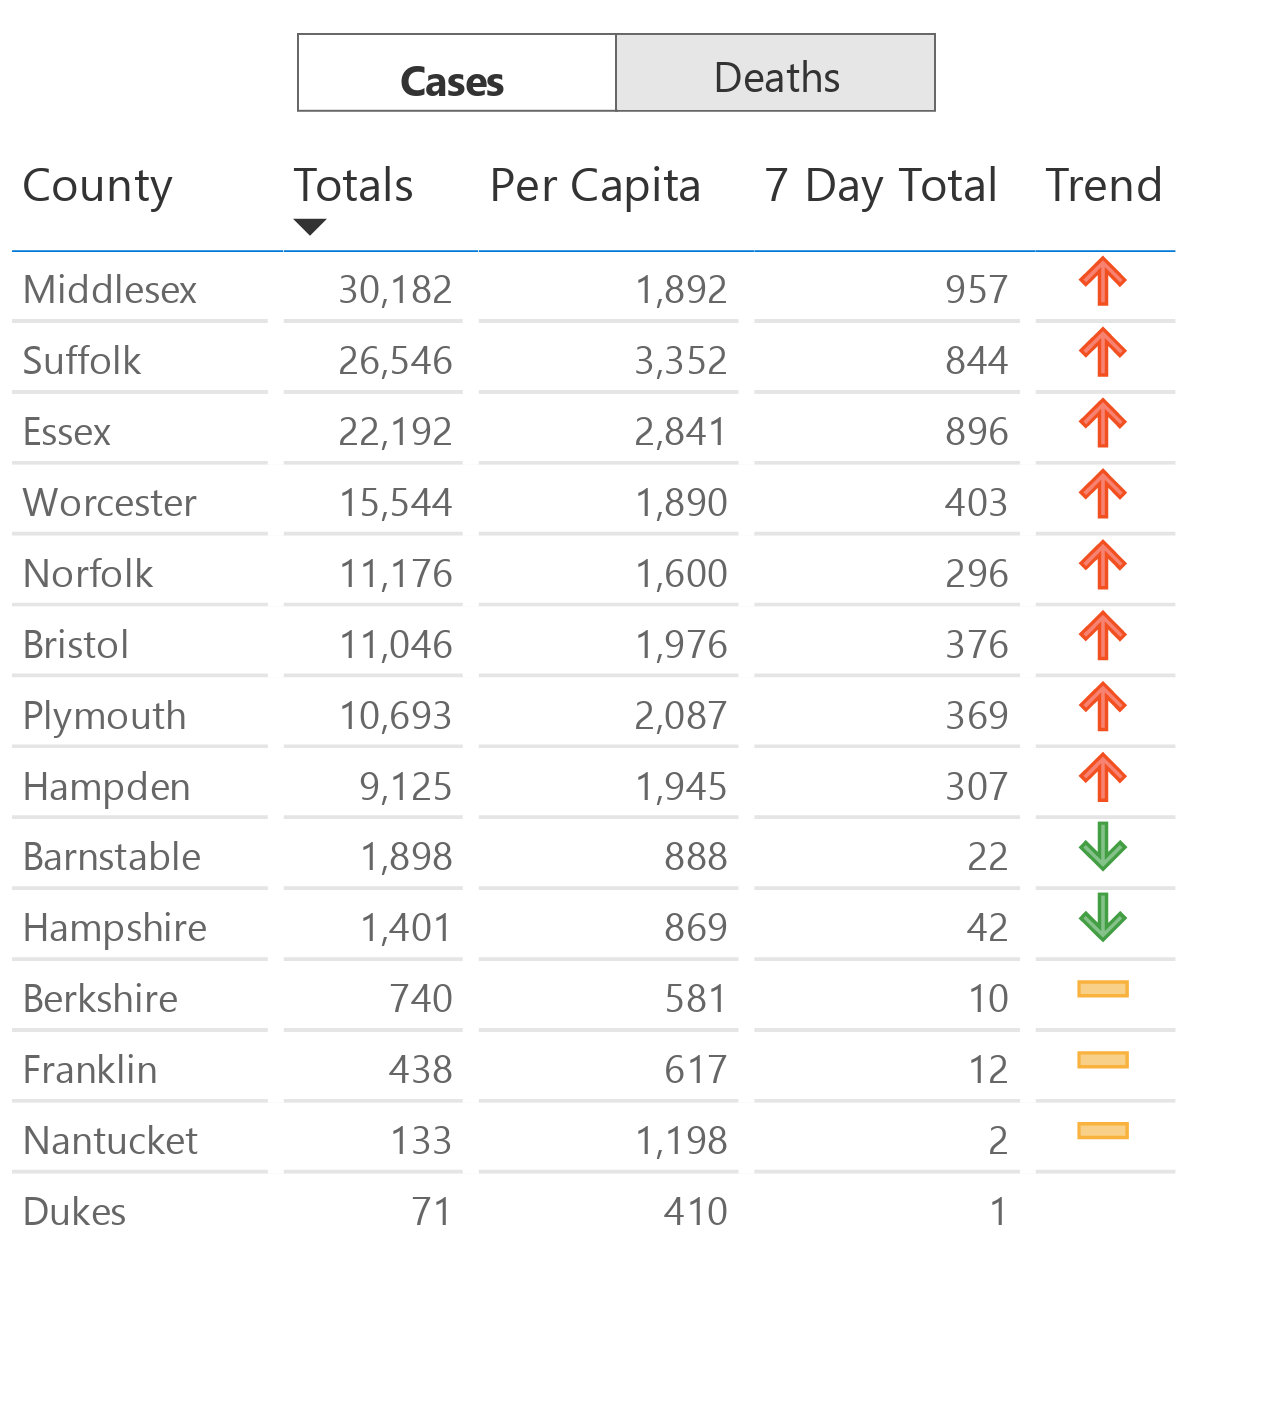 Cases Deaths
County Totals Per Capita 7 Day Total Trend
Middlesex 30,182 1,892 957
Suffolk 26,546 3,352 844
Essex 22,192 2,841 896
Worcester 15,544 1,890 403
Norfolk 11,176 1,600 296
Bristol 11,046 1,976 376
Plymouth 10,693 2,087 369
Hampden 9,125 1,945 307
Barnstable 1,898 888 22
Hampshire 1,401 869 42
Berkshire 740 581 10
Franklin 438 617 12
Nantucket 133 1,198 2
Dukes 71 410 1